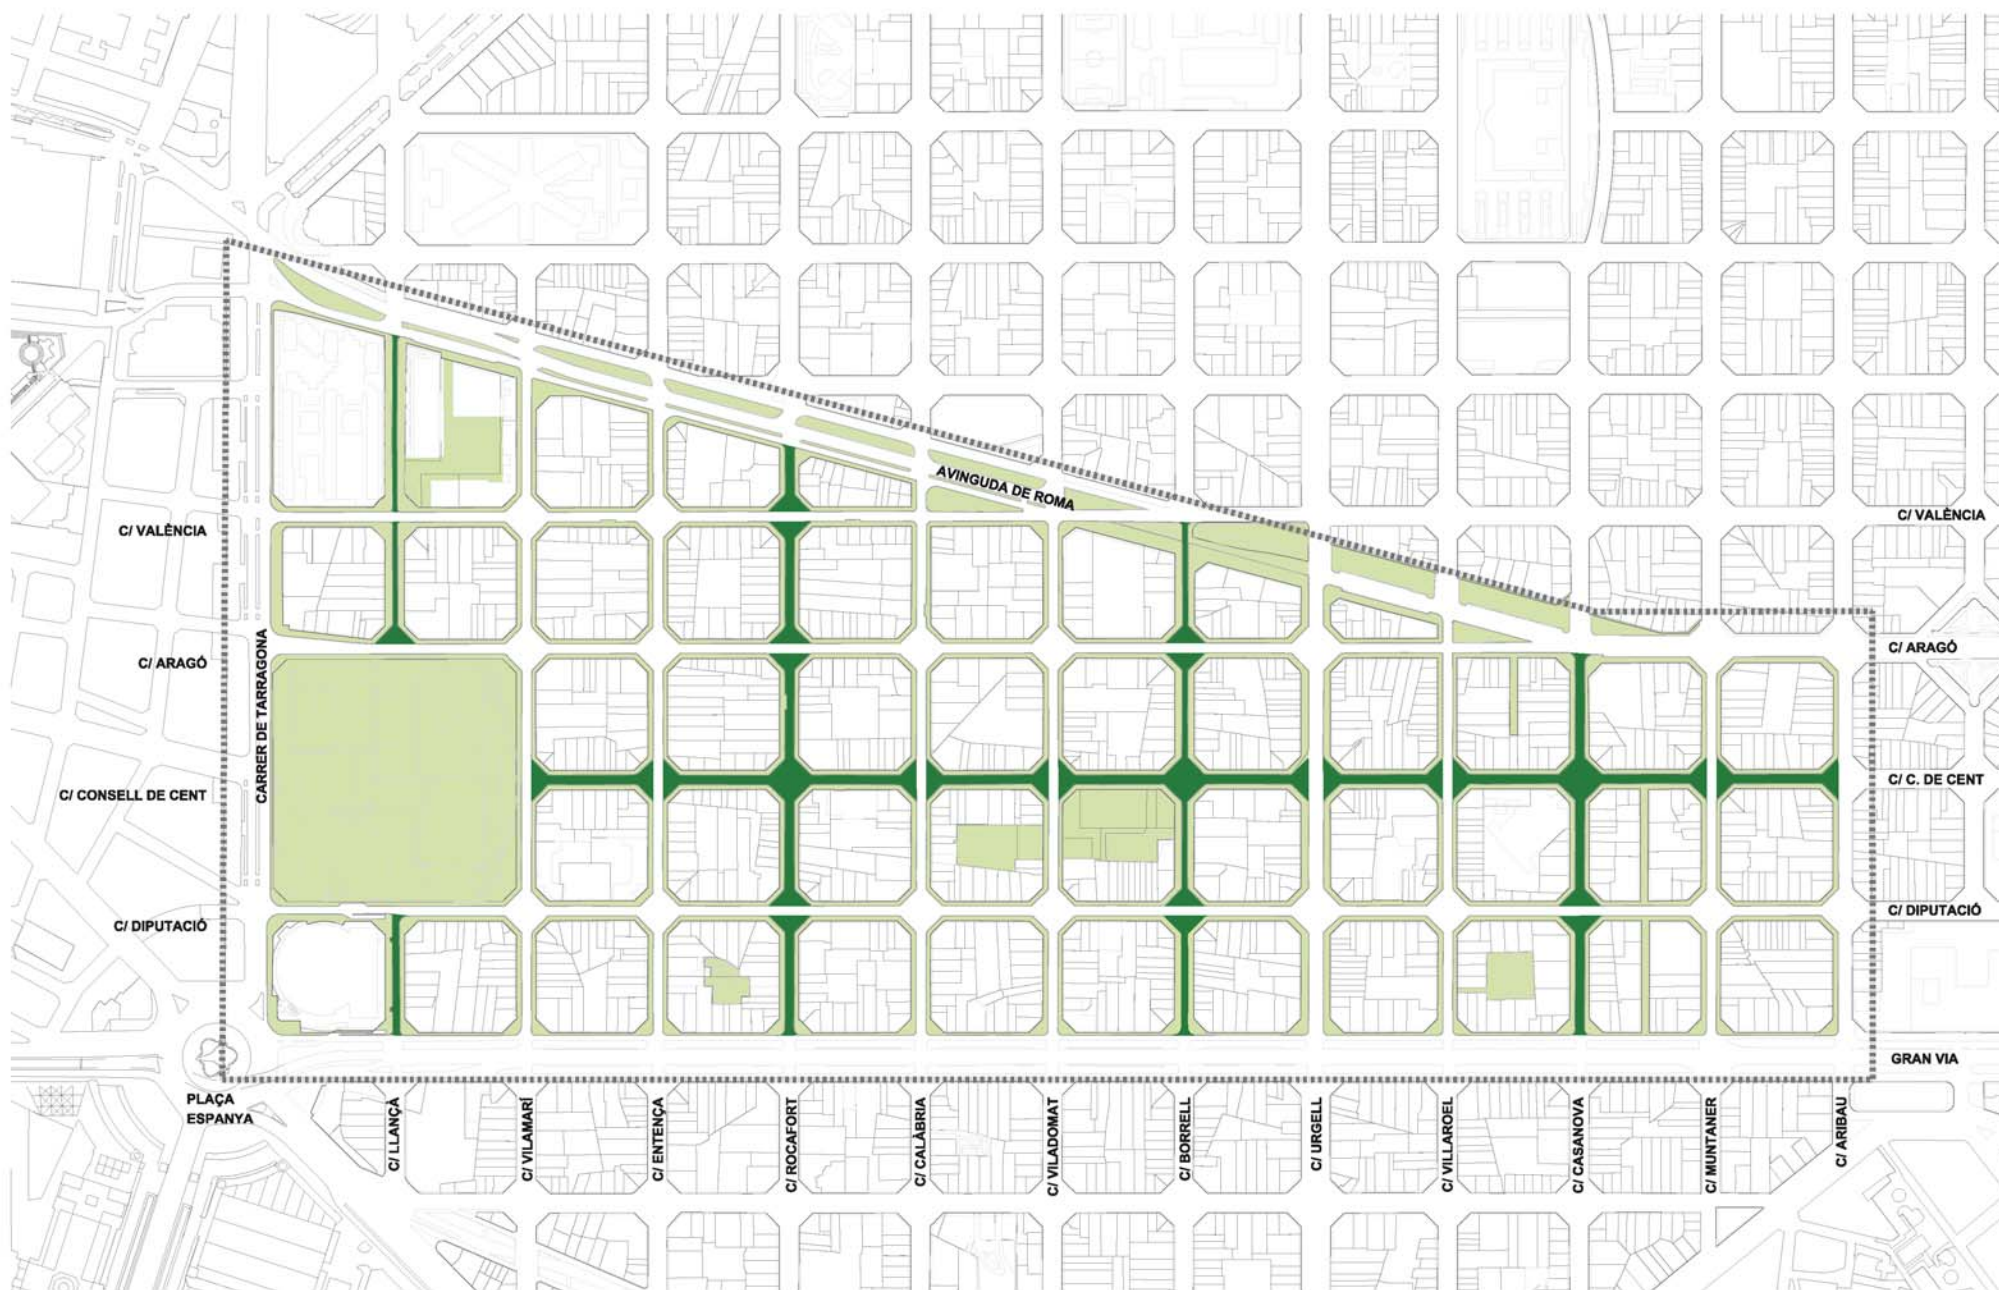 AVINGUDA DE ROMA
C/ VALÈNCIA
C/ VALÈNCIA
CARRER DE TARRAGONA
C/ ARAGÓ
C/ ARAGÓ
C/ CONSELL DE CENT
C/ C. DE CENT
C/ DIPUTACIÓ
C/ DIPUTACIÓ
GRAN VIA
PLAÇA
ESPANYA
C/ LLANÇÀ
C/ VILAMARÍ
C/ ENTENÇA
C/ ROCAFORT
C/ CALÀBRIA
C/ VILADOMAT
C/ BORRELL
C/ URGELL
C/ VILLAROEL
C/ CASANOVA
C/ MUNTANER
C/ ARIBAU